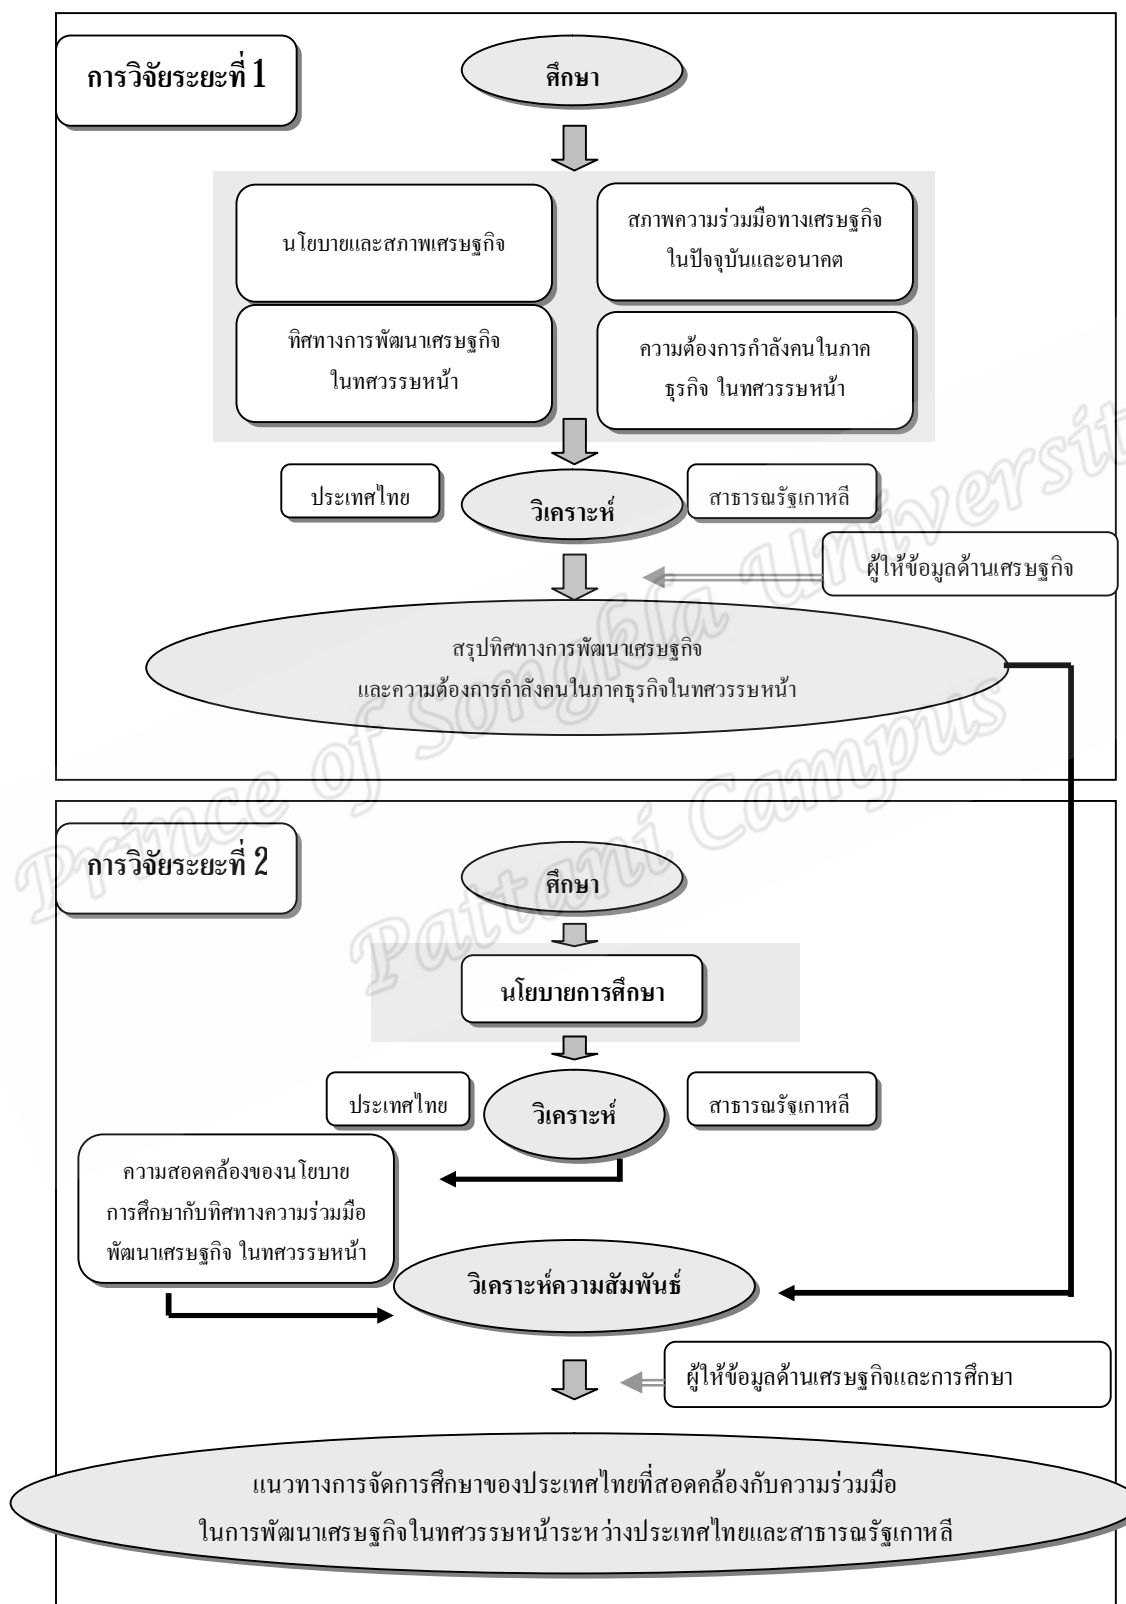 การวิจัยระยะที่ 1
ศึกษา
นโยบายและสภาพเศรษฐกิจ
สภาพความร่วมมือทางเศรษฐกิจ
ในปัจจุบันและอนาคต
ทิศทางการพัฒนาเศรษฐกิจ
ในทศวรรษหน้า
ความต้องการกำลังคนในภาค
ธุรกิจ ในทศวรรษหน้า
ประเทศไทย
วิเคราะห์
สาธารณรัฐเกาหลี
ผู้ให้ข้อมูลด้านเศรษฐกิจ
สรุปทิศทางการพัฒนาเศรษฐกิจ
และความต้องการกำลังคนในภาคธุรกิจในทศวรรษหน้า
การวิจัยระยะที่ 2
ศึกษา
นโยบายการศึกษา
ประเทศไทย
วิเคราะห์
สาธารณรัฐเกาหลี
ความสอดคล้องของนโยบาย
การศึกษากับทิศทางความร่วมมือ
พัฒนาเศรษฐกิจ ในทศวรรษหน้า
วิเคราะห์ความสัมพันธ์
ผู้ให้ข้อมูลด้านเศรษฐกิจและการศึกษา
แนวทางการจัดการศึกษาของประเทศไทยที่สอดคล้องกับความร่วมมือ
ในการพัฒนาเศรษฐกิจในทศวรรษหน้าระหว่างประเทศไทยและสาธารณรัฐเกาหลี
Prince of Songkla Universit
Pattani Campus